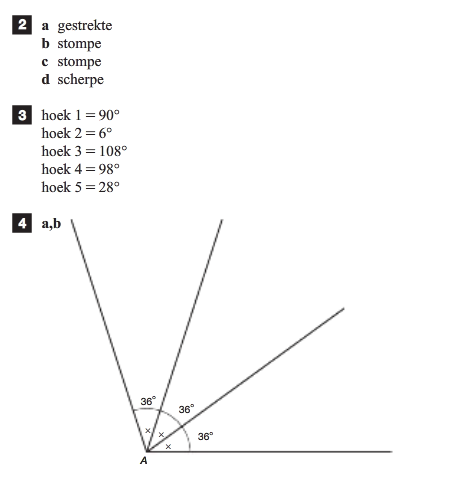 2 a gestrekte
b stompe
c stompe
d scherpe
3 hoek 1 = 90°
hoek 2 = 6°
hoek 3 = 108°
hoek 4 = 98°
hoek 5 = 28°
4 a,b
36°
36°
36°
× ×
×
A